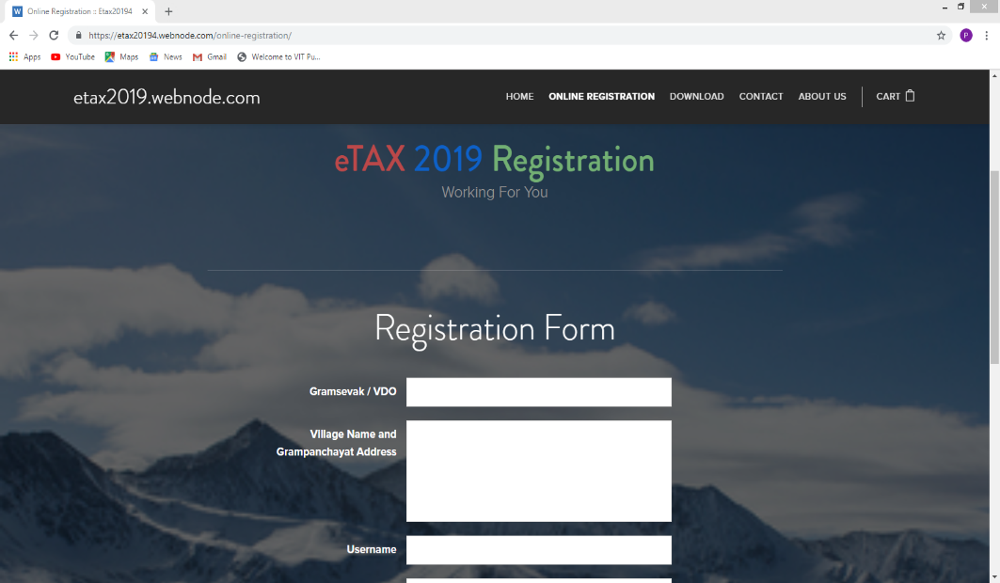 Online Registration :: Etax20194
https://etax20194.webnode.com/online-registration/
Apps YouTube Maps News Gmail Welcome to VIT Pu...
etax2019.webnode.com HOME ONLINE REGISTRATION DOWNLOAD CONTACT ABOUT US CART
eTAX 2019 Registration
Working For You
Registration Form
Gramsevak / VDO
Village Name and
Grampanchayat Address
Username